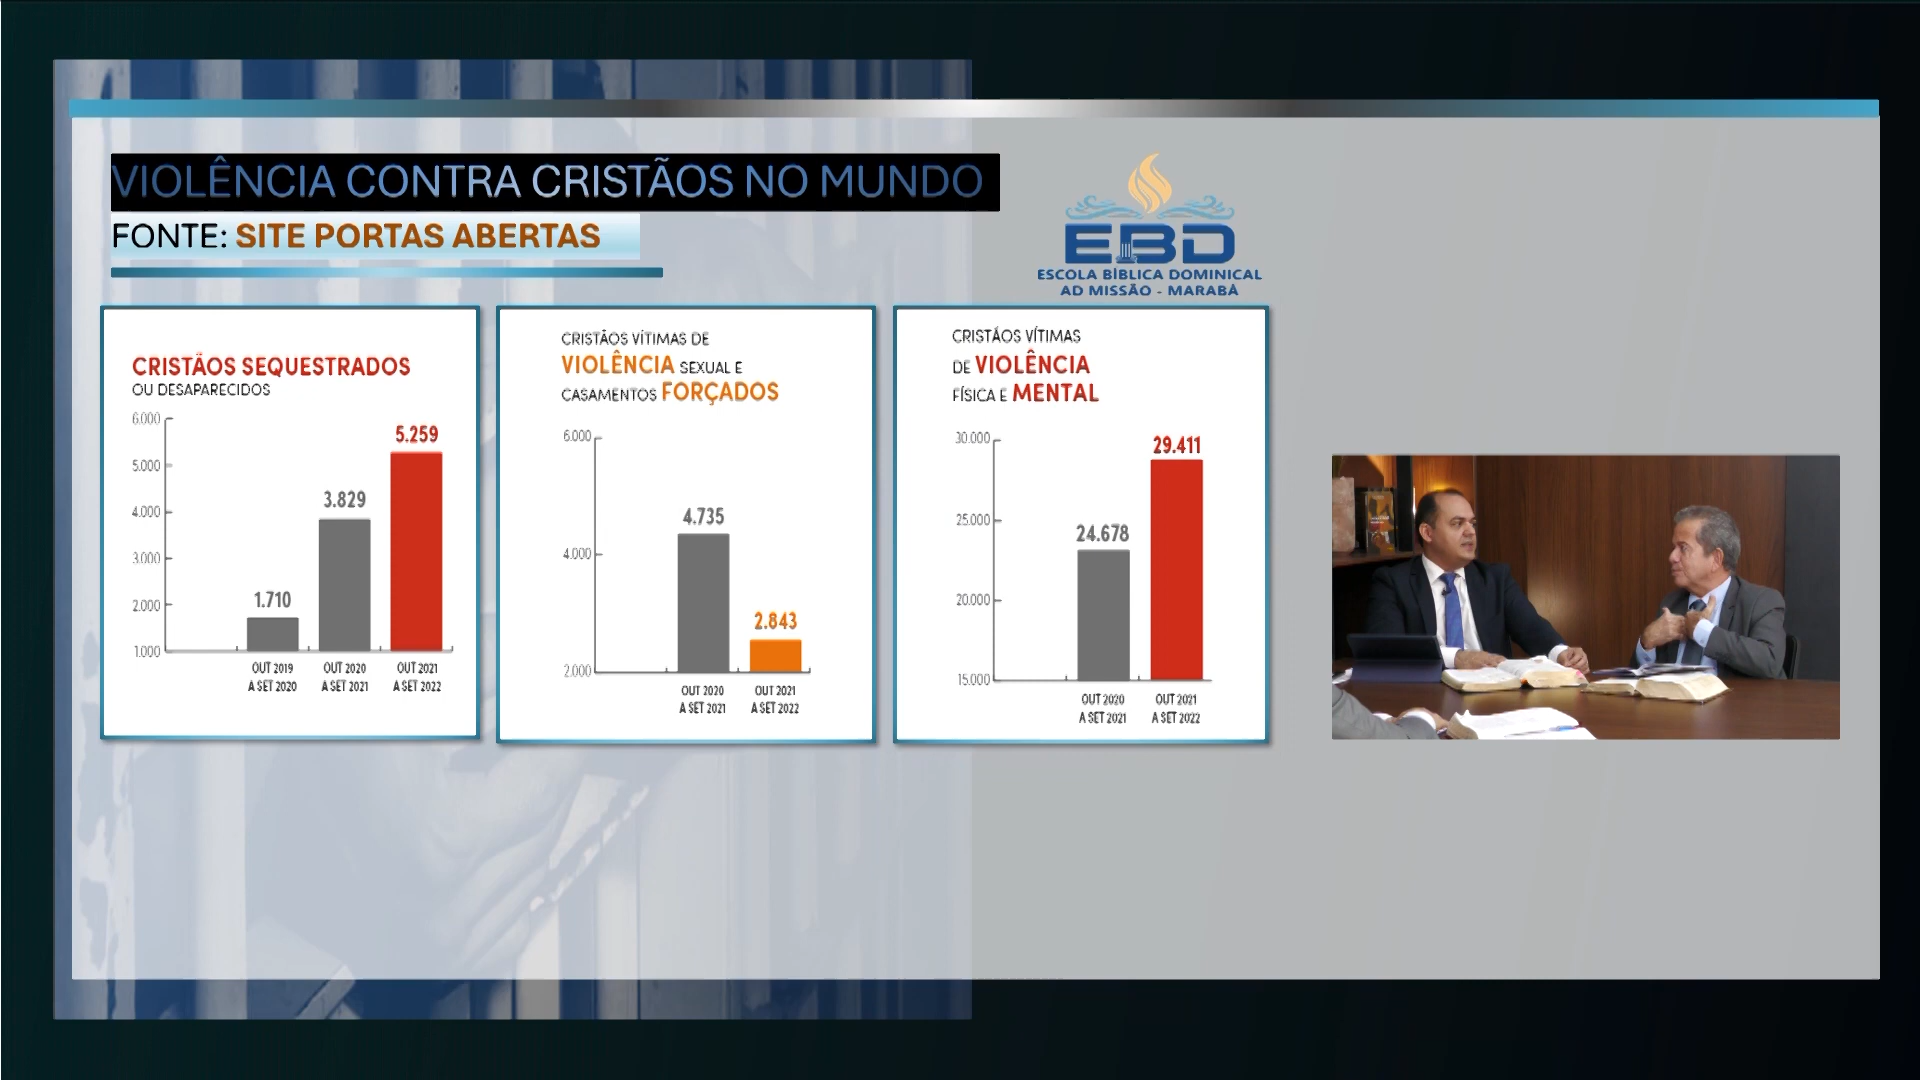 VIOLÊNCIA CONTRA CRISTÃOS NO MUNDO
FONTE: SITE PORTAS ABERTAS
EBD
ESCOLA BÍBLICA DOMINICAL
AD MISSÃO - MARABÁ
CRISTÃOS SEQUESTRADOS
OU DESAPARECIDOS
6.000
5.000
4.000
3.000
2.000
1.000
1.710
3.829
5.259
OUT 2019
A SET 2020
OUT 2020
A SET 2021
OUT 2021
A SET 2022
CRISTÃOS VÍTIMAS DE
VIOLÊNCIA SEXUAL E
CASAMENTOS FORÇADOS
6.000
4.000
2.000
4.735
2.843
OUT 2020
A SET 2021
OUT 2021
A SET 2022
CRISTÃOS VÍTIMAS
DE VIOLÊNCIA
FÍSICA E MENTAL
30.000
25.000
20.000
15.000
24.678
29.411
OUT 2020
A SET 2021
OUT 2021
A SET 2022